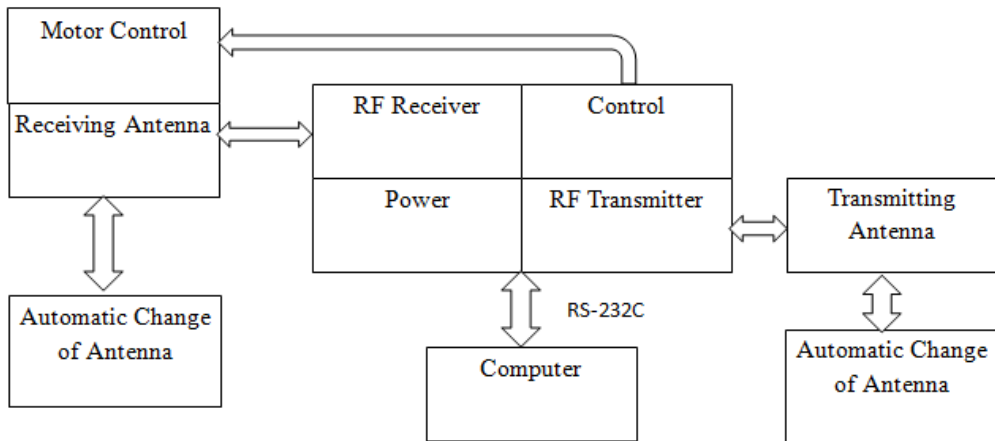 Motor Control
Receiving Antenna
RF Receiver
Control
Power
RF Transmitter
Transmitting
Antenna
Automatic Change
of Antenna
RS-232C
Computer
Automatic Change
of Antenna